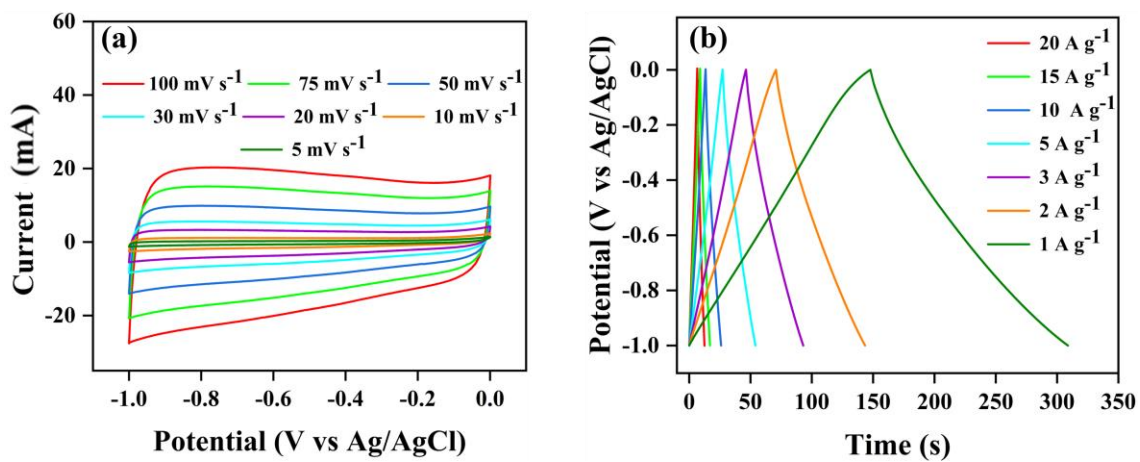 (a)
60
40
20
0
-20
100 mV s⁻¹ 75 mV s⁻¹ 50 mV s⁻¹
30 mV s⁻¹ 20 mV s⁻¹ 10 mV s⁻¹
5 mV s⁻¹
Current (mA)
-1.0 -0.8 -0.6 -0.4 -0.2 0.0
Potential (V vs Ag/AgCl)
(b)
0.0
-0.2
-0.4
-0.6
-0.8
-1.0
Potential (V vs Ag/AgCl)
20 A g⁻¹
15 A g⁻¹
10 A g⁻¹
5 A g⁻¹
3 A g⁻¹
2 A g⁻¹
1 A g⁻¹
0 50 100 150 200 250 300 350
Time (s)